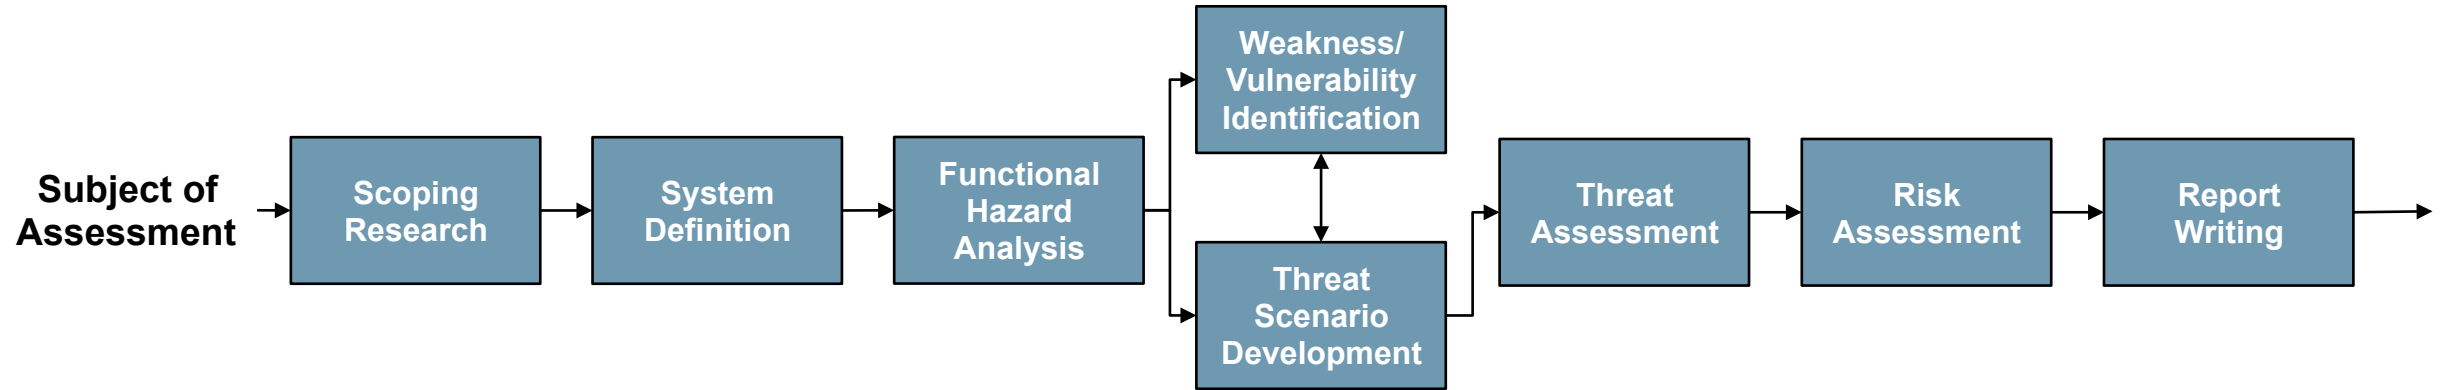 Subject of
Assessment
Scoping
Research
System
Definition
Functional
Hazard
Analysis
Weakness/
Vulnerability
Identification
Threat
Scenario
Development
Threat
Assessment
Risk
Assessment
Report
Writing